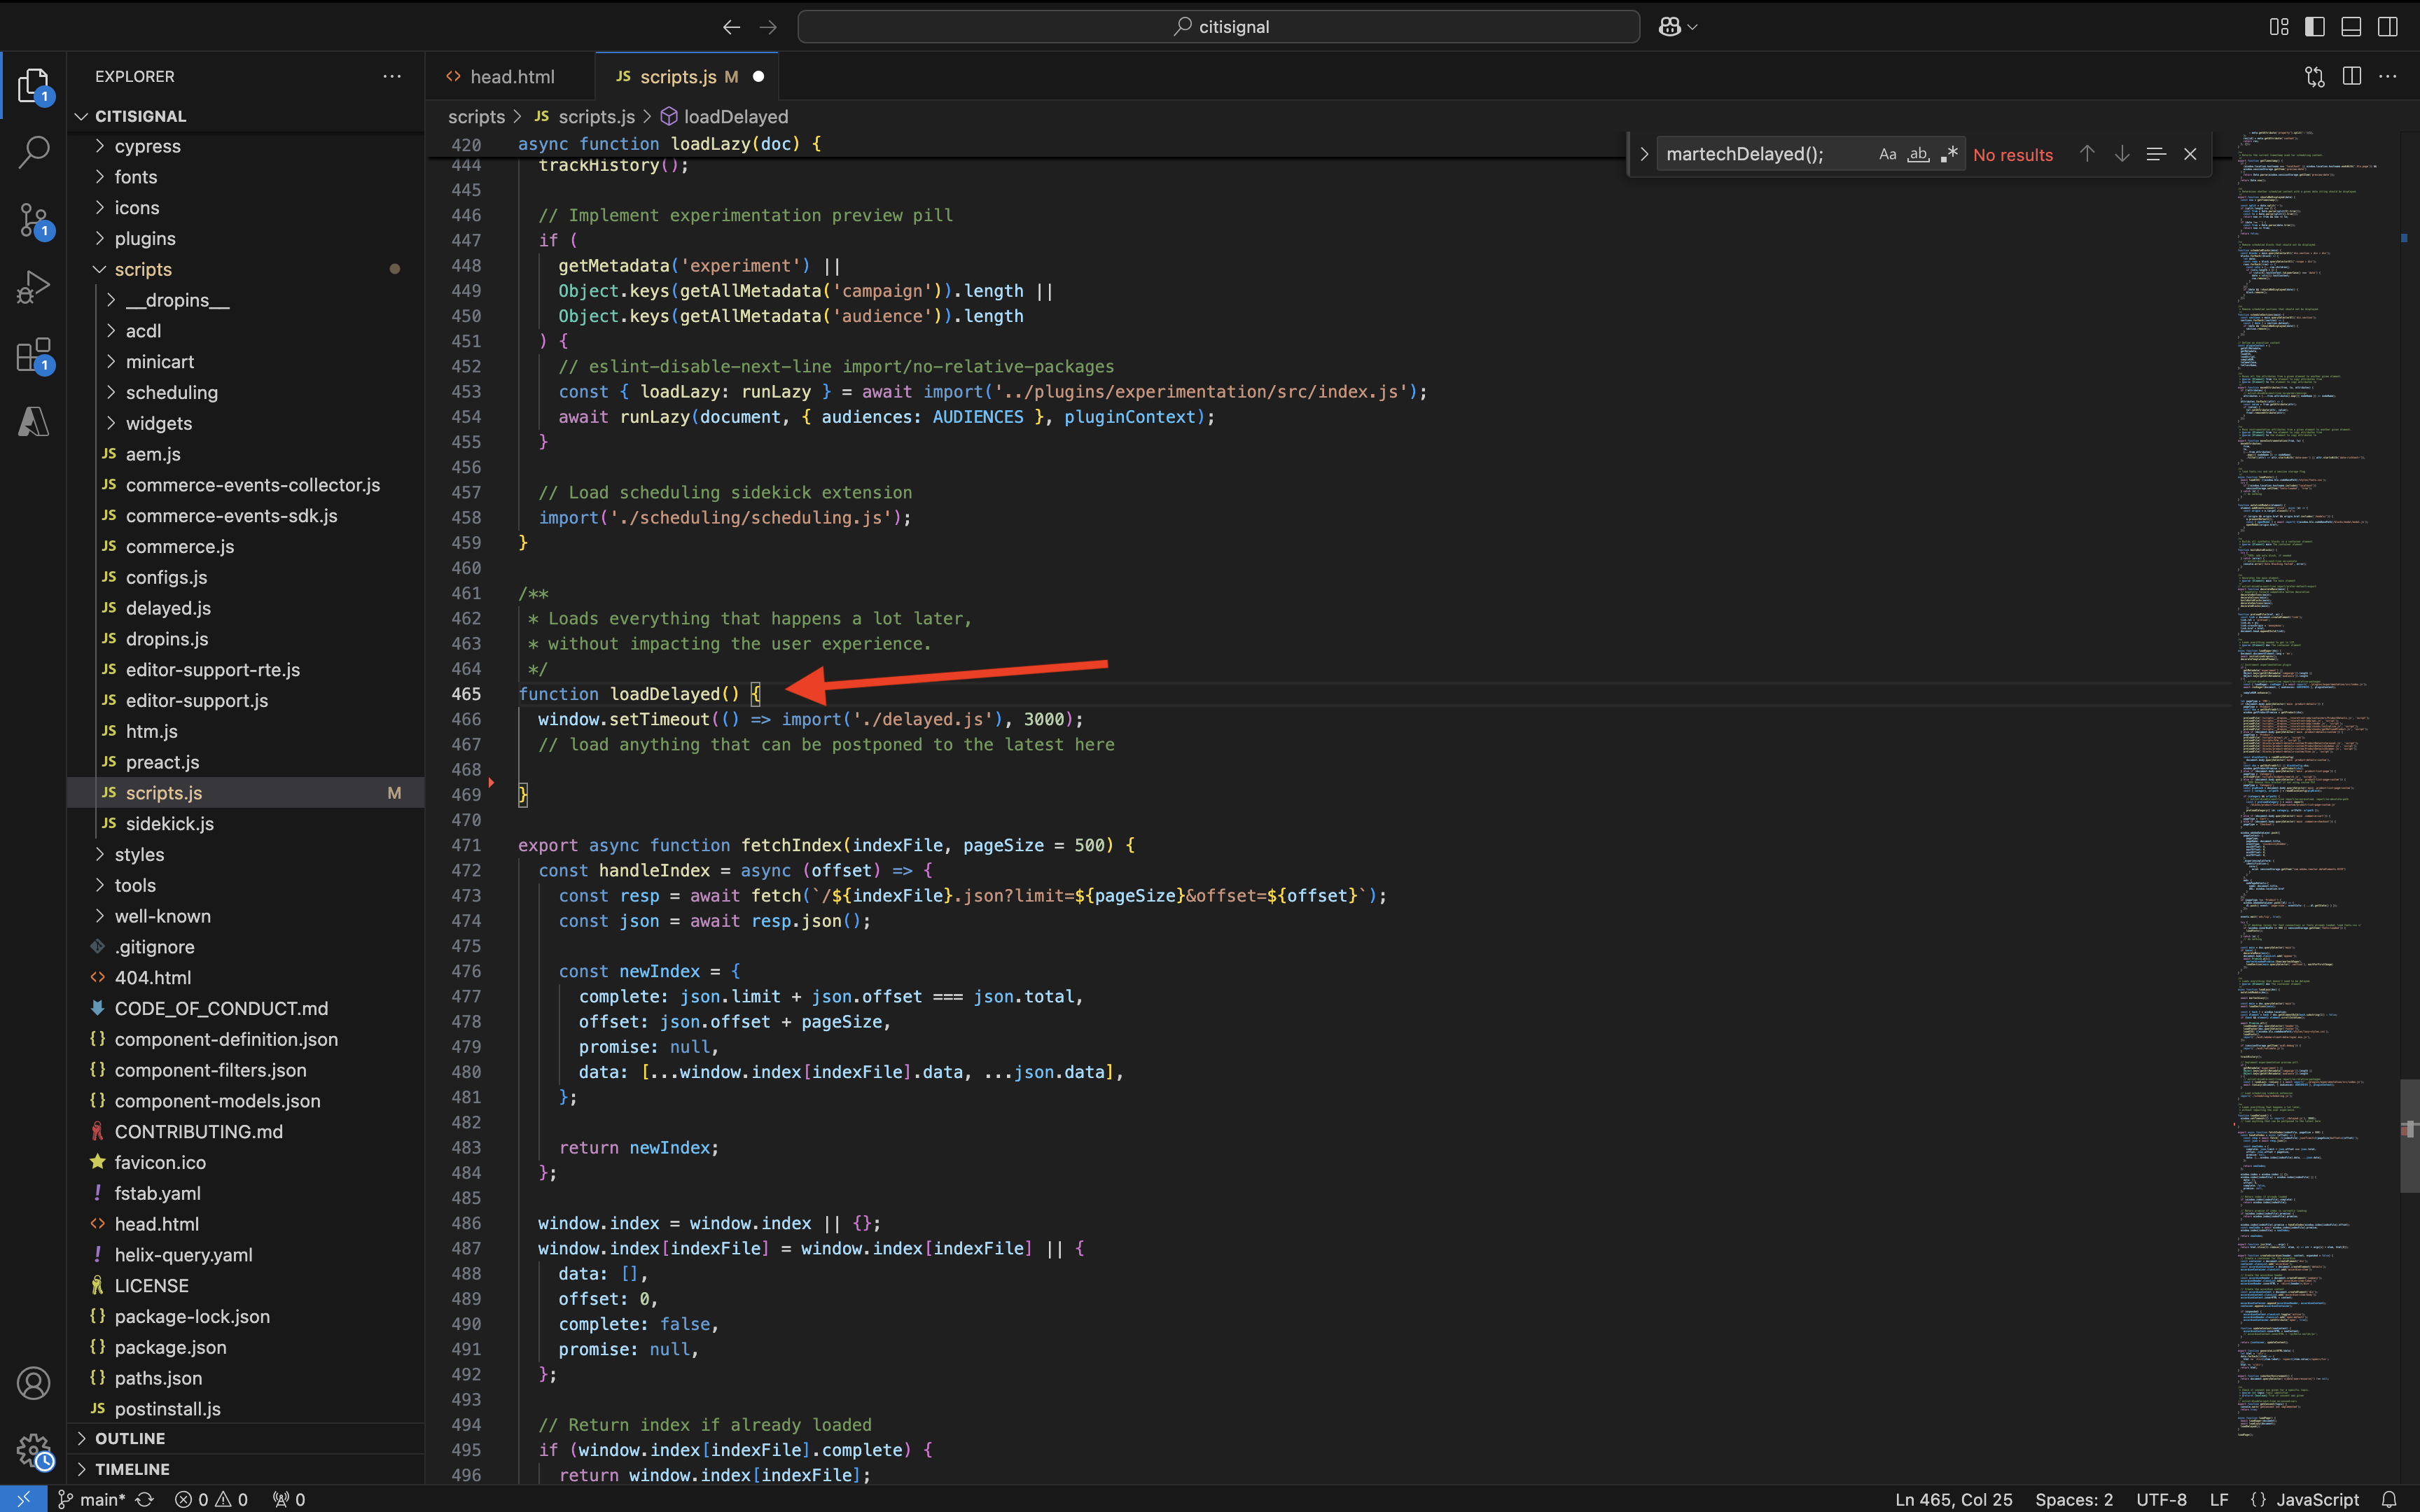 citisignal
EXPLORER
head.html
JS scripts.js M
CITISIGNAL
scripts > JS scripts.js > loadDelayed
cypress
fonts
icons
plugins
scripts
__dropins__
acdl
minicart
scheduling
widgets
JS aem.js
JS commerce-events-collector.js
JS commerce-events-sdk.js
JS commerce.js
JS configs.js
JS delayed.js
JS dropins.js
JS editor-support-rte.js
JS editor-support.js
JS htm.js
JS preact.js
JS scripts.js M
JS sidekick.js
styles
tools
well-known
.gitignore
404.html
CODE_OF_CONDUCT.md
component-definition.json
component-filters.json
component-models.json
CONTRIBUTING.md
favicon.ico
fstab.yaml
head.html
helix-query.yaml
LICENSE
package-lock.json
package.json
paths.json
JS postinstall.js
OUTLINE
TIMELINE
1
1
1
martechDelayed();
Aa ab .*
No results
420 async function loadLazy(doc) {
444 trackHistory();
445
446 // Implement experimentation preview pill
447 if (
448 getMetadata('experiment') ||
449 Object.keys(getAllMetadata('campaign')).length ||
450 Object.keys(getAllMetadata('audience')).length
451 ) {
452 // eslint-disable-next-line import/no-relative-packages
453 const { loadLazy: runLazy } = await import('../plugins/experimentation/src/index.js');
454 await runLazy(document, { audiences: AUDIENCES }, pluginContext);
455 }
456
457 // Load scheduling sidekick extension
458 import('./scheduling/scheduling.js');
459 }
460
461 /**
462 * Loads everything that happens a lot later,
463 * without impacting the user experience.
464 */
465 function loadDelayed() {
466 window.setTimeout(() => import('./delayed.js'), 3000);
467 // load anything that can be postponed to the latest here
468
469 }
470
471 export async function fetchIndex(indexFile, pageSize = 500) {
472 const handleIndex = async (offset) => {
473 const resp = await fetch(`/${indexFile}.json?limit=${pageSize}&offset=${offset}`);
474 const json = await resp.json();
475
476 const newIndex = {
477 complete: json.limit + json.offset === json.total,
478 offset: json.offset + pageSize,
479 promise: null,
480 data: [...window.index[indexFile].data, ...json.data],
481 };
482
483 return newIndex;
484 };
485
486 window.index = window.index || {};
487 window.index[indexFile] = window.index[indexFile] || {
488 data: [],
489 offset: 0,
490 complete: false,
491 promise: null,
492 };
493
494 // Return index if already loaded
495 if (window.index[indexFile].complete) {
496 return window.index[indexFile];
main* 0 0 0
Ln 465, Col 25 Spaces: 2 UTF-8 LF {} JavaScript